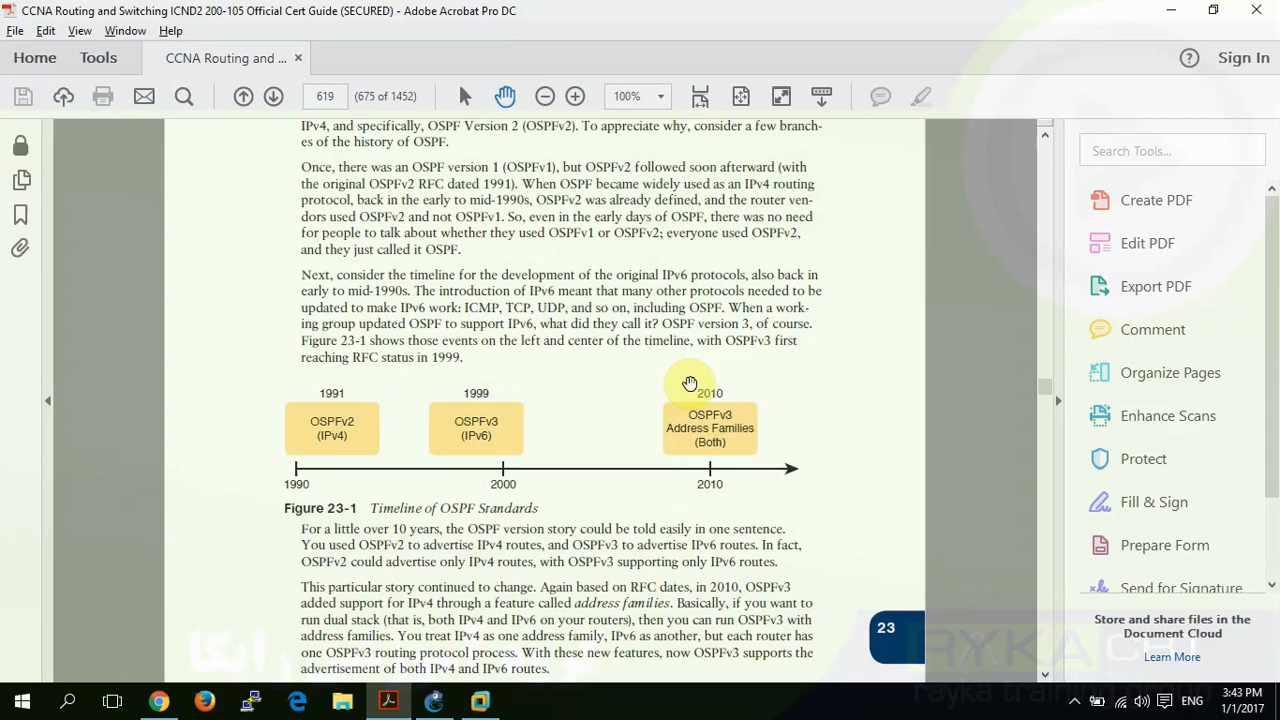 CCNA Routing and Switching ICND2 200-105 Official Cert Guide (SECURED) - Adobe Acrobat Pro DC
File Edit View Window Help
Home Tools CCNA Routing and ... × Sign In
619 (675 of 1452) 100%
IPv4, and specifically, OSPF Version 2 (OSPFv2). To appreciate why, consider a few branch-
es of the history of OSPF.
Once, there was an OSPF version 1 (OSPFv1), but OSPFv2 followed soon afterward (with
the original OSPFv2 RFC dated 1991). When OSPF became widely used as an IPv4 routing
protocol, back in the early to mid-1990s, OSPFv2 was already defined, and the router ven-
dors used OSPFv2 and not OSPFv1. So, even in the early days of OSPF, there was no need
for people to talk about whether they used OSPFv1 or OSPFv2; everyone used OSPFv2,
and they just called it OSPF.
Next, consider the timeline for the development of the original IPv6 protocols, also back in
early to mid-1999s. The introduction of IPv6 meant that many other protocols needed to be
updated to make IPv6 work: ICMP, TCP, UDP, and so on, including OSPF. When a work-
ing group updated OSPF to support IPv6, what did they call it? OSPF version 3, of course.
Figure 23-1 shows those events on the left and center of the timeline, with OSPFv3 first
reaching RFC status in 1999.
1991 1999 2010
OSPFv2
(IPv4)
OSPFv3
(IPv6)
OSPFv3
Address Families
(Both)
1990 2000 2010
Figure 23-1 Timeline of OSPF Standards
For a little over 10 years, the OSPF version story could be told easily in one sentence.
You used OSPFv2 to advertise IPv4 routes, and OSPFv3 to advertise IPv6 routes. In fact,
OSPFv2 could advertise only IPv4 routes, with OSPFv3 supporting only IPv6 routes.
This particular story continued to change. Again based on RFC dates, in 2010, OSPFv3
added support for IPv4 through a feature called address families. Basically, if you want to
run dual stack (that is, both IPv4 and IPv6 on your routers), then you can run OSPFv3 with
address families. You treat IPv4 as one address family, IPv6 as another, but each router has
one OSPFv3 routing protocol process. With these new features, now OSPFv3 supports the
advertisement of both IPv4 and IPv6 routes.
23
Search Tools...
Create PDF
Edit PDF
Export PDF
Comment
Organize Pages
Enhance Scans
Protect
Fill & Sign
Prepare Form
Send for Signature
Store and share files in the
Document Cloud
Learn More
RYKA
rayka training
ENG
3:43 PM
1/1/2017